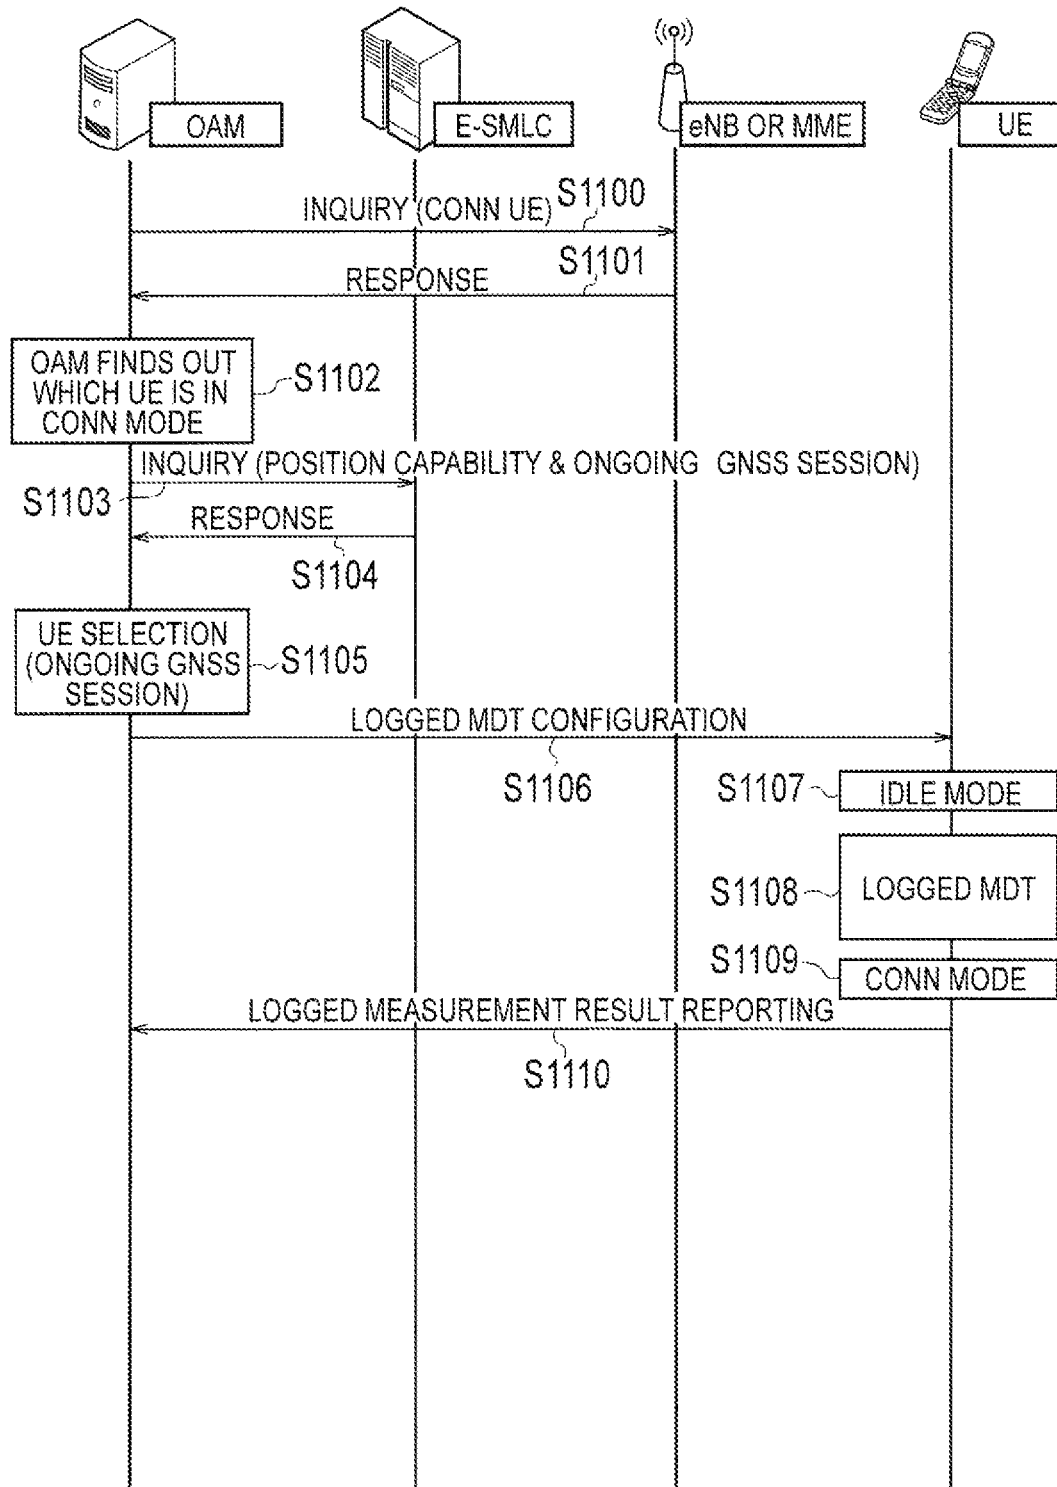 OAM
E-SMLC
eNB OR MME
UE
S1100
INQUIRY (CONN UE)
S1101
RESPONSE
OAM FINDS OUT
WHICH UE IS IN
CONN MODE
S1102
INQUIRY (POSITION CAPABILITY & ONGOING GNSS SESSION)
S1103
RESPONSE
S1104
UE SELECTION
(ONGOING GNSS
SESSION)
S1105
LOGGED MDT CONFIGURATION
S1106
S1107
IDLE MODE
S1108
LOGGED MDT
S1109
CONN MODE
LOGGED MEASUREMENT RESULT REPORTING
S1110